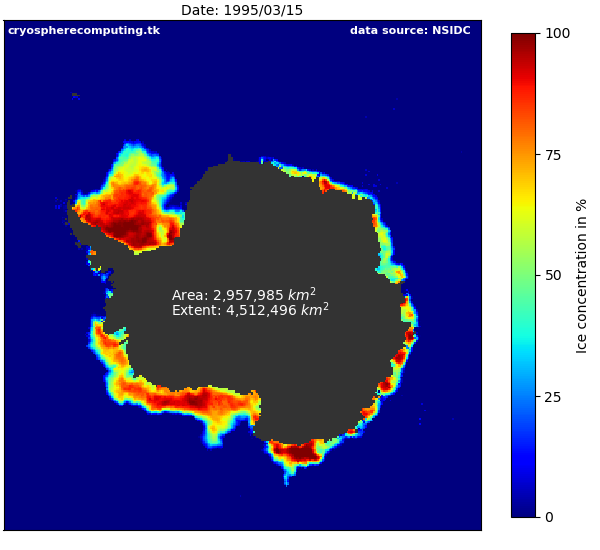 Date: 1995/03/15
cryospherecomputing.tk
data source: NSIDC
Area: 2,957,985 km²
Extent: 4,512,496 km²
100
75
50
25
0
Ice concentration in %